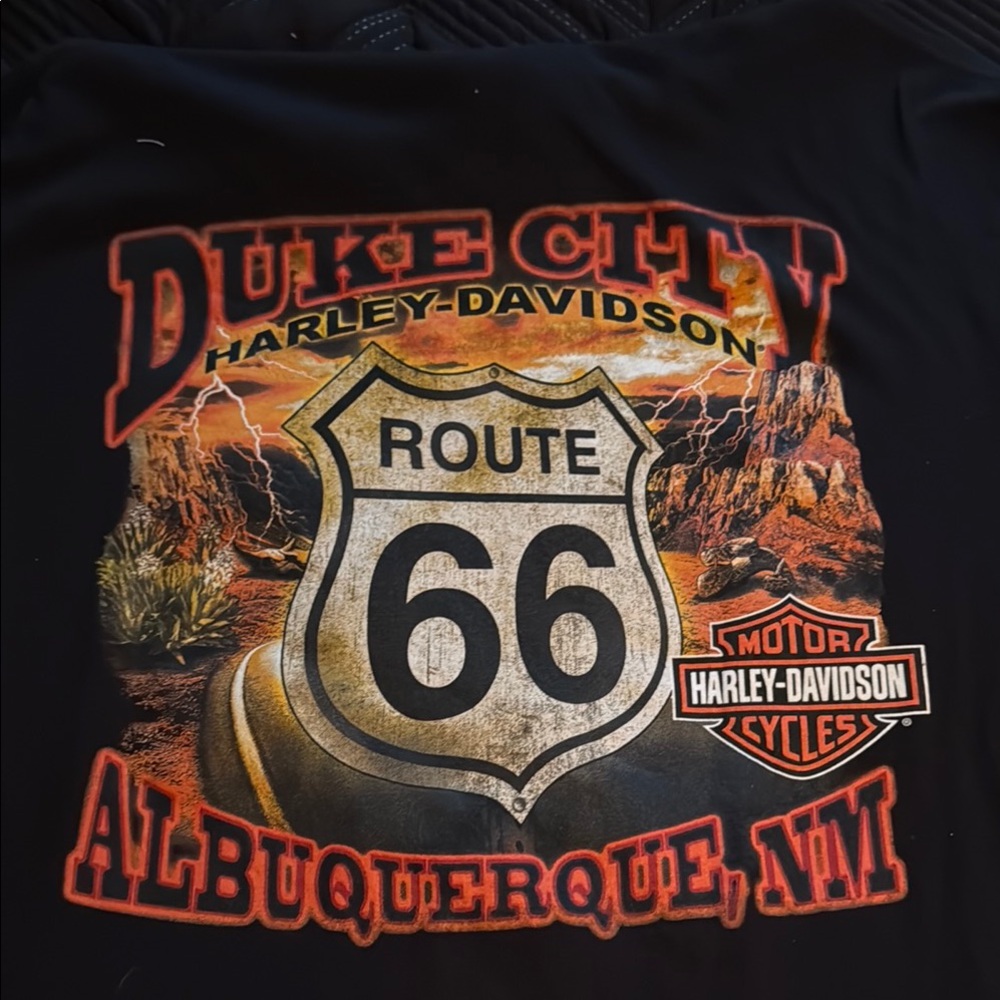 DUKE CITY
HARLEY-DAVIDSON®
ROUTE
66
MOTOR
HARLEY-DAVIDSON
CYCLES®
ALBUQUERQUE, NM